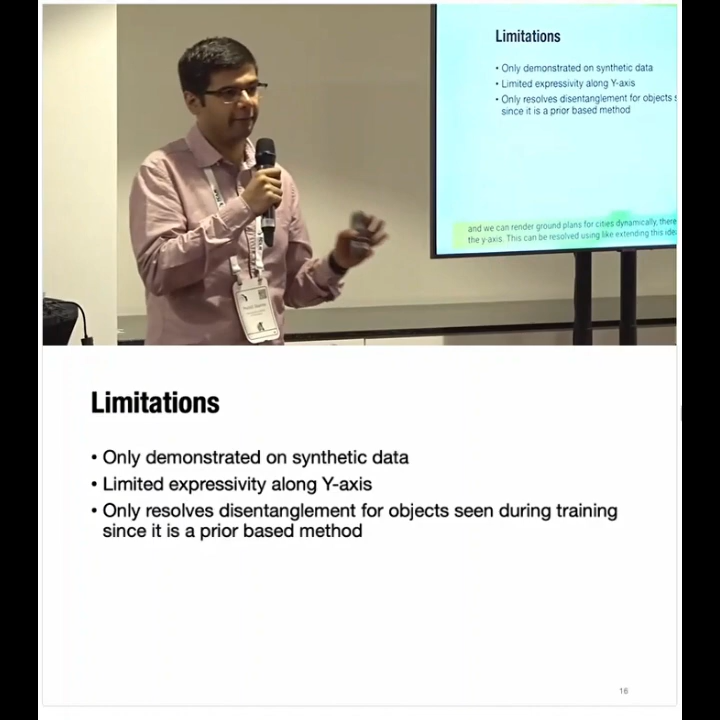 Limitations
• Only demonstrated on synthetic data
• Limited expressivity along Y-axis
• Only resolves disentanglement for objects
since it is a prior based method
and we can render ground plans for cities dynamically, there
the y-axis. This can be resolved using like extending this
Limitations
• Only demonstrated on synthetic data
• Limited expressivity along Y-axis
• Only resolves disentanglement for objects seen during training
since it is a prior based method
16